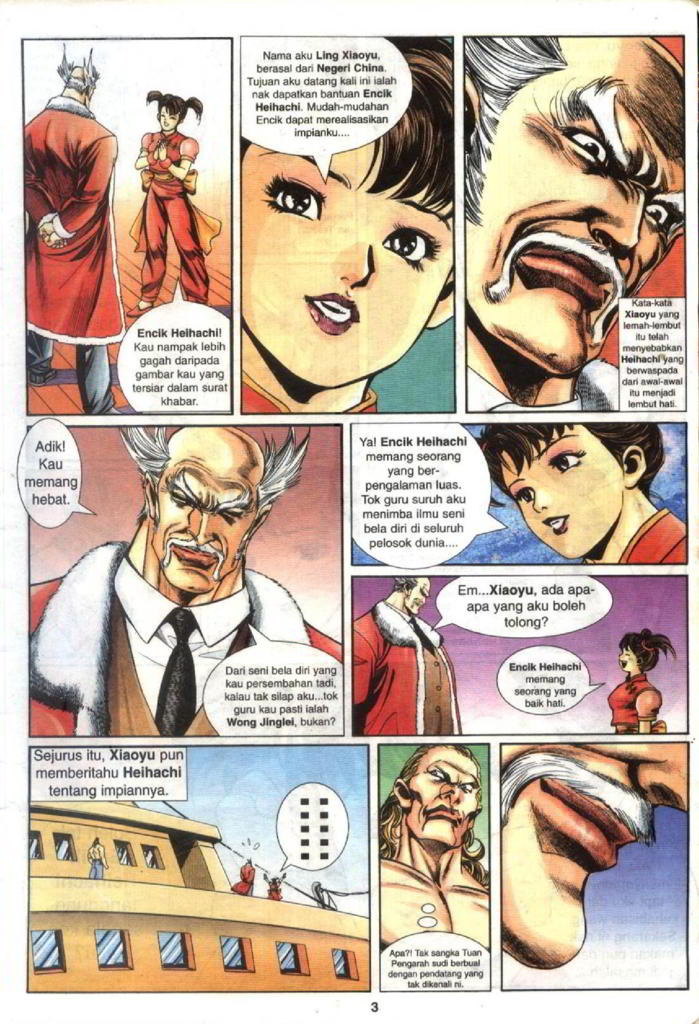 Encik Heihachi!
Kau nampak lebih
gagah daripada
gambar kau yang
tersiar dalam surat
khabar.
Nama aku Ling Xiaoyu,
berasal dari Negeri China.
Tujuan aku datang kali ini ialah
nak dapatkan bantuan Encik
Heihachi. Mudah-mudahan
Encik dapat merealisasikan
impianku....
Kata-kata
Xiaoyu yang
lemah-lembut
itu telah
menyebabkan
Heihachi yang
berwaspada
dari awal-awal
itu menjadi
lembut hati.
Adik!
Kau
memang
hebat.
Dari seni bela diri yang
kau persembahan tadi,
kalau tak silap aku...tok
guru kau pasti ialah
Wong Jinglei, bukan?
Ya! Encik Heihachi
memang seorang
yang ber-
pengalaman luas.
Tok guru suruh aku
menimba ilmu seni
bela diri di seluruh
pelosok dunia....
Em...Xiaoyu, ada apa-
apa yang aku boleh
tolong?
Encik Heihachi
memang
seorang yang
baik hati.
Sejurus itu, Xiaoyu pun
memberitahu Heihachi
tentang impiannya.
Apa?! Tak sangka Tuan
Pengarah sudi berbual
dengan pendatang yang
tak dikenali ni.
3